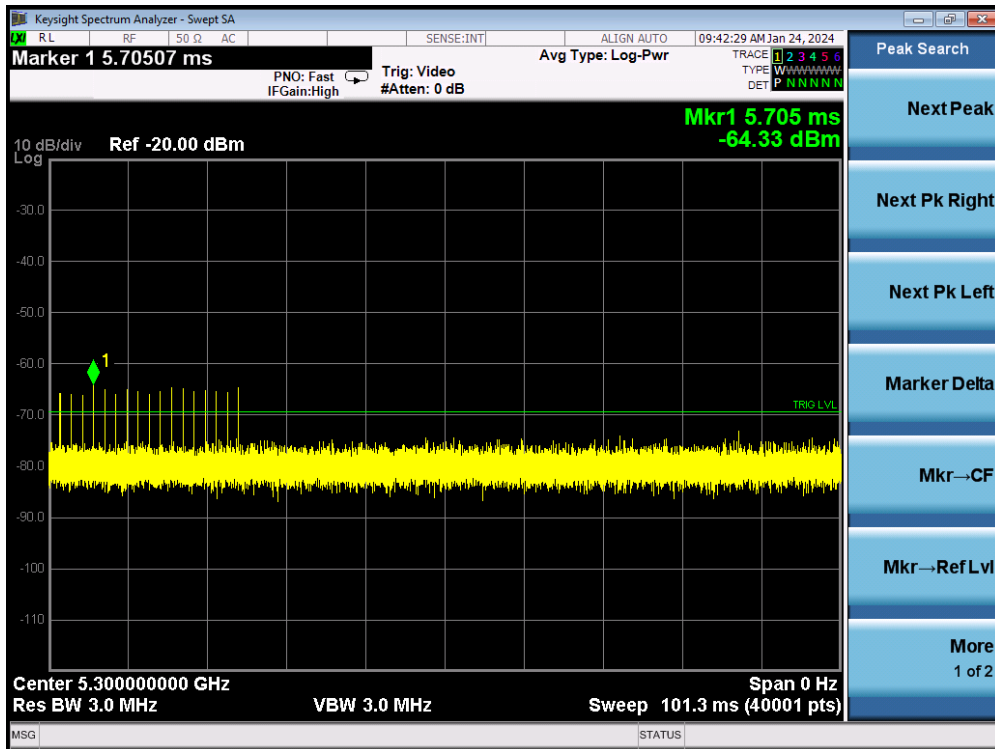 Keysight Spectrum Analyzer - Swept SA
LXI RL RF 50 Ω AC SENSE:INT ALIGN AUTO 09:42:29 AM Jan 24, 2024
Marker 1 5.70507 ms
PNO: Fast
IFGain:High
Trig: Video
#Atten: 0 dB
Avg Type: Log-Pwr
TRACE 1 2 3 4 5 6
TYPE WWWWWWW
DET P N N N N N
Mkr1 5.705 ms
-64.33 dBm
10 dB/div Ref -20.00 dBm
Log
-30.0
-40.0
-50.0
-60.0
1
TRIG LVL
-70.0
-80.0
-90.0
-100
-110
Center 5.300000000 GHz Span 0 Hz
Res BW 3.0 MHz VBW 3.0 MHz Sweep 101.3 ms (40001 pts)
MSG STATUS
Peak Search
Next Peak
Next Pk Right
Next Pk Left
Marker Delta
Mkr→CF
Mkr→Ref Lvl
More
1 of 2